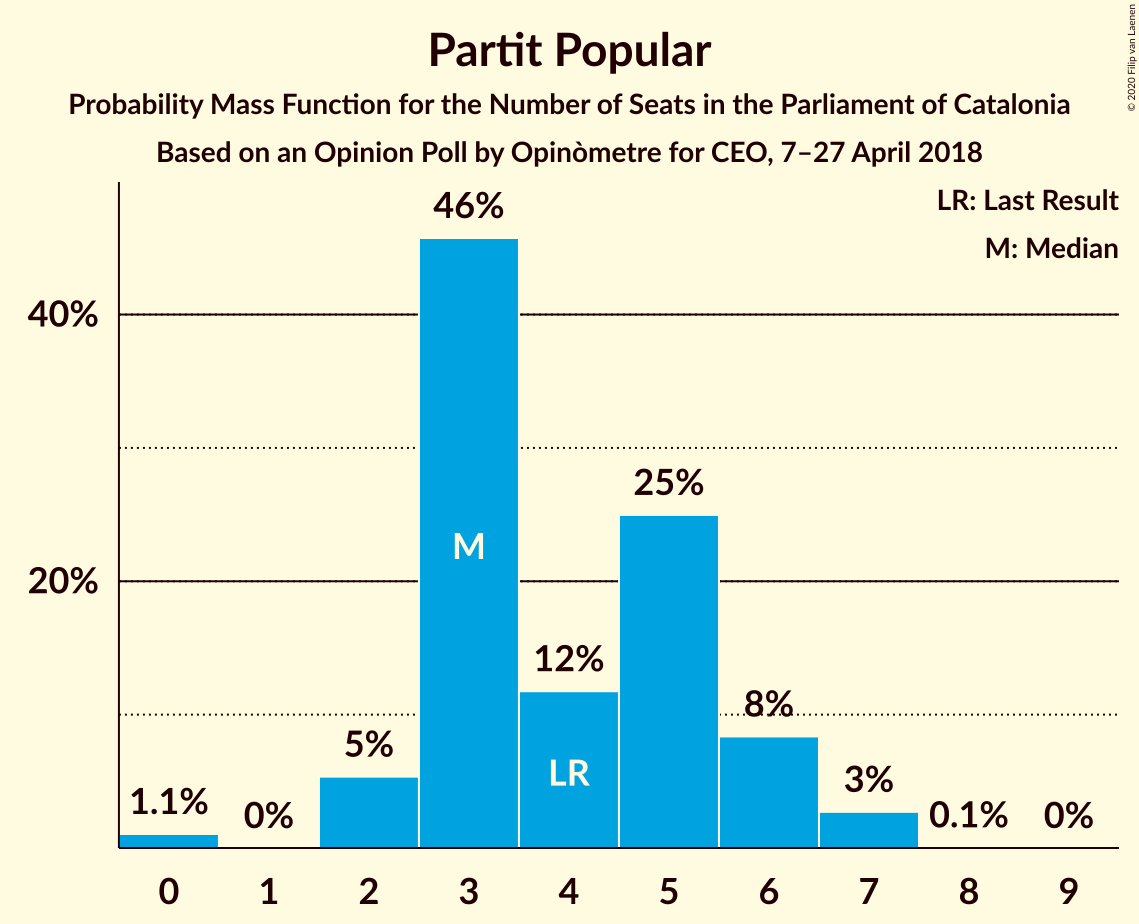 Partit Popular
Probability Mass Function for the Number of Seats in the Parliament of Catalonia
Based on an Opinion Poll by Opinòmetre for CEO, 7–27 April 2018
© 2020 Filip van Laenen
LR: Last Result
M: Median
46%
40%
25%
M
20%
12%
8%
5%
LR
3%
1.1%
0%
0.1%
0%
0 1 2 3 4 5 6 7 8 9